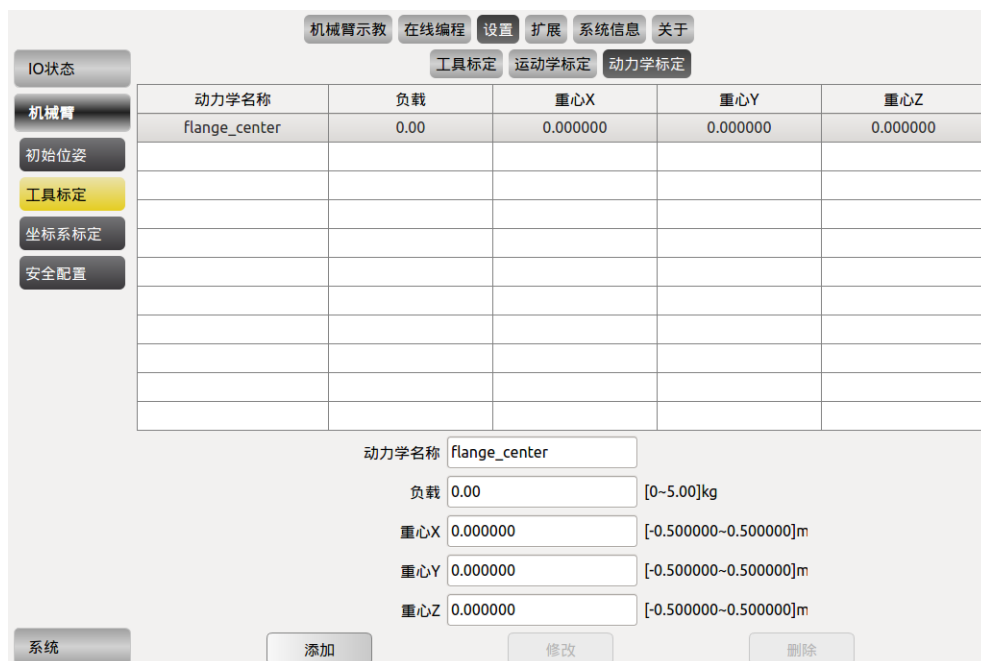 机械臂示教 在线编程 设置 扩展 系统信息 关于
工具标定 运动学标定 动力学标定
IO状态
机械臂
初始位姿
工具标定
坐标系标定
安全配置
动力学名称 负载 重心X 重心Y 重心Z
flange_center 0.00 0.000000 0.000000 0.000000
动力学名称 flange_center
负载 0.00 [0~5.00]kg
重心X 0.000000 [-0.500000~0.500000]m
重心Y 0.000000 [-0.500000~0.500000]m
重心Z 0.000000 [-0.500000~0.500000]m
系统 添加 修改 删除